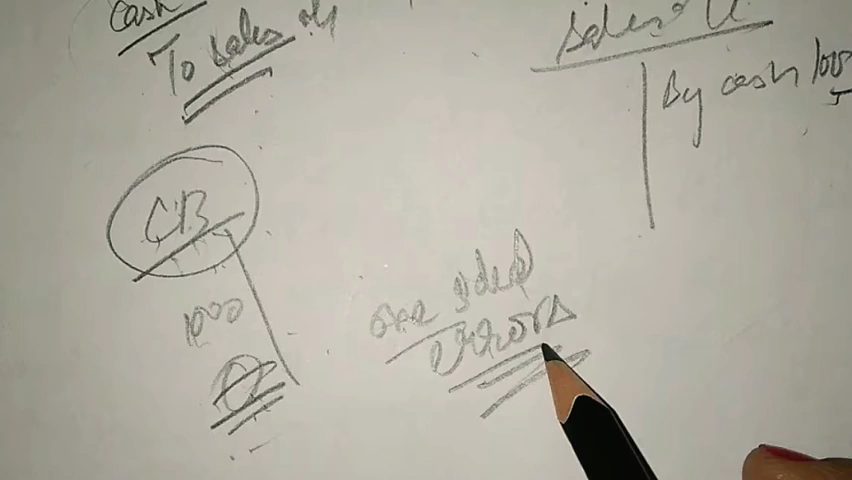 Cash
To sales a/c
Sales a/c
By cash 1000
CB
1000
one sided
errors